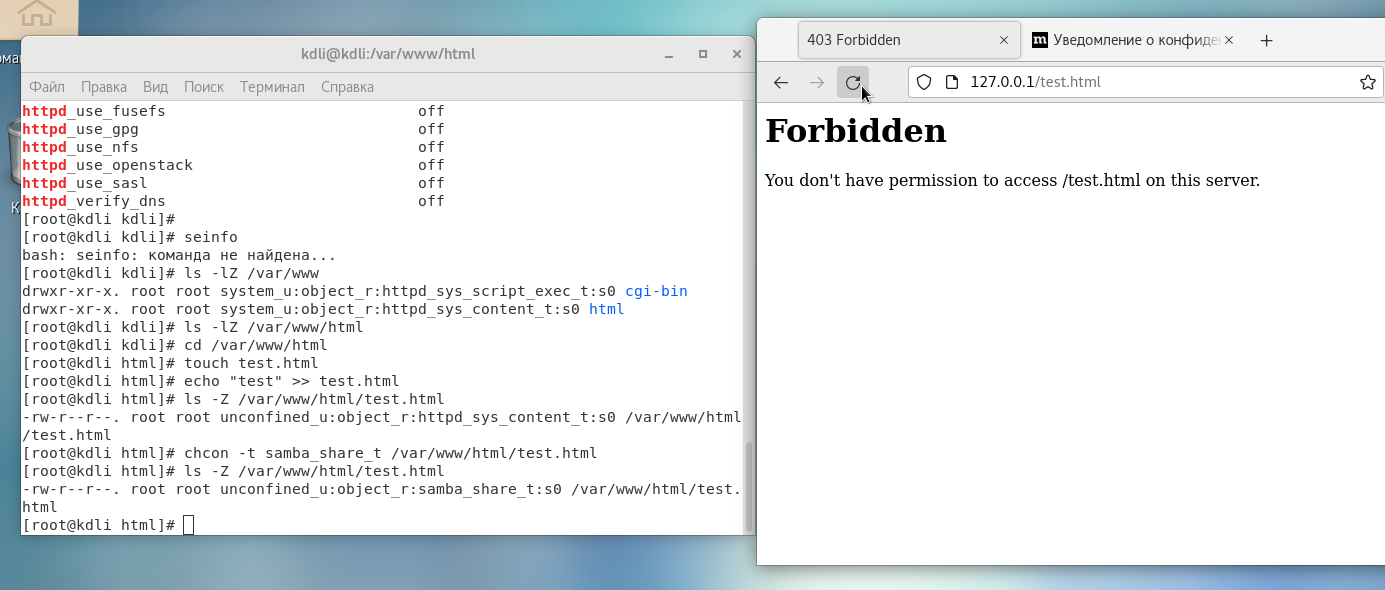 kdli@kdli:/var/www/html
Файл Правка Вид Поиск Терминал Справка
httpd_use_fusefs off
httpd_use_gpg off
httpd_use_nfs off
httpd_use_openstack off
httpd_use_sasl off
httpd_verify_dns off
[root@kdli kdli]#
[root@kdli kdli]# seinfo
bash: seinfo: команда не найдена...
[root@kdli kdli]# ls -lZ /var/www
drwxr-xr-x. root root system_u:object_r:httpd_sys_script_exec_t:s0 cgi-bin
drwxr-xr-x. root root system_u:object_r:httpd_sys_content_t:s0 html
[root@kdli kdli]# ls -lZ /var/www/html
[root@kdli kdli]# cd /var/www/html
[root@kdli html]# touch test.html
[root@kdli html]# echo "test" >> test.html
[root@kdli html]# ls -Z /var/www/html/test.html
-rw-r--r--. root root unconfined_u:object_r:httpd_sys_content_t:s0 /var/www/html
/test.html
[root@kdli html]# chcon -t samba_share_t /var/www/html/test.html
[root@kdli html]# ls -Z /var/www/html/test.html
-rw-r--r--. root root unconfined_u:object_r:samba_share_t:s0 /var/www/html/test.
html
[root@kdli html]#
403 Forbidden
Уведомление о конфиде
127.0.0.1/test.html
Forbidden
You don't have permission to access /test.html on this server.